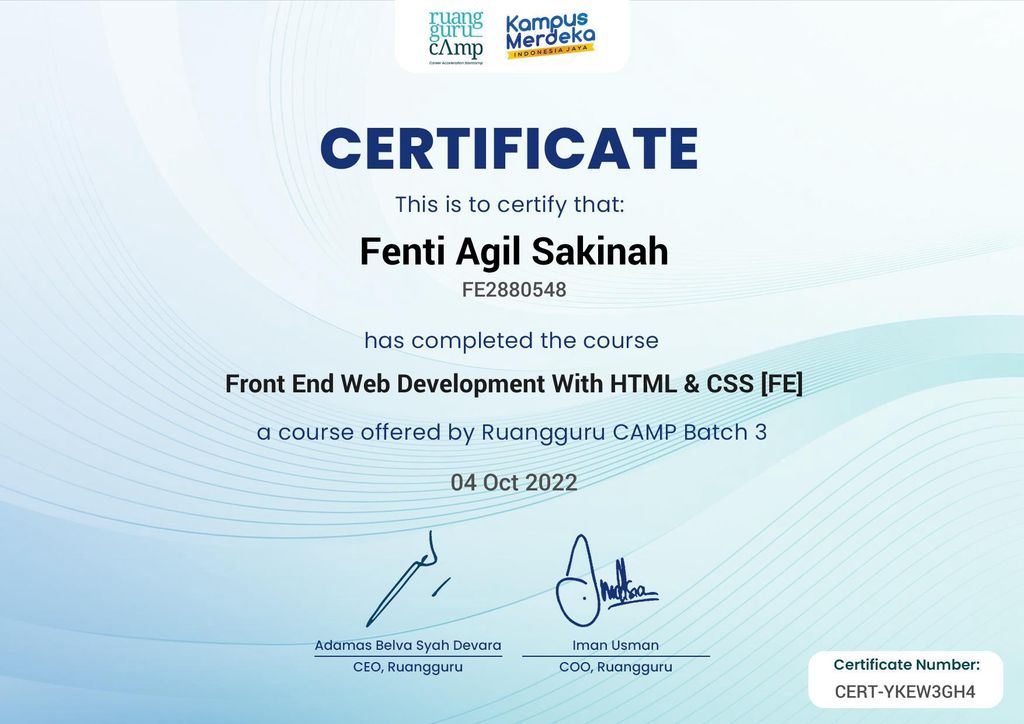 ruang
guru
cAmp
Career Acceleration Bootcamp
Kampus
Merdeka
INDONESIA JAYA
CERTIFICATE
This is to certify that:
Fenti Agil Sakinah
FE2880548
has completed the course
Front End Web Development With HTML & CSS [FE]
a course offered by Ruangguru CAMP Batch 3
04 Oct 2022
Adamas Belva Syah Devara
CEO, Ruangguru
Iman Usman
COO, Ruangguru
Certificate Number:
CERT-YKEW3GH4